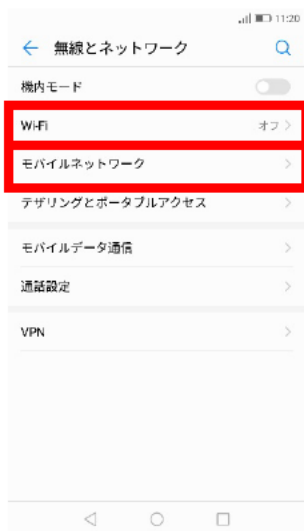 11:20
無線とネットワーク
機内モード
Wi-Fi オフ
モバイルネットワーク
テザリングとポータブルアクセス
モバイルデータ通信
通話設定
VPN